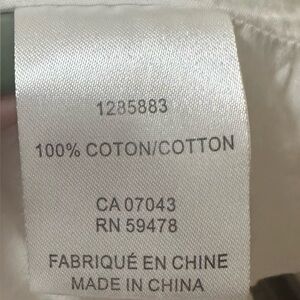 1285883
100% COTON/COTTON
CA 07043
RN 59478
FABRIQUÉ EN CHINE
MADE IN CHINA